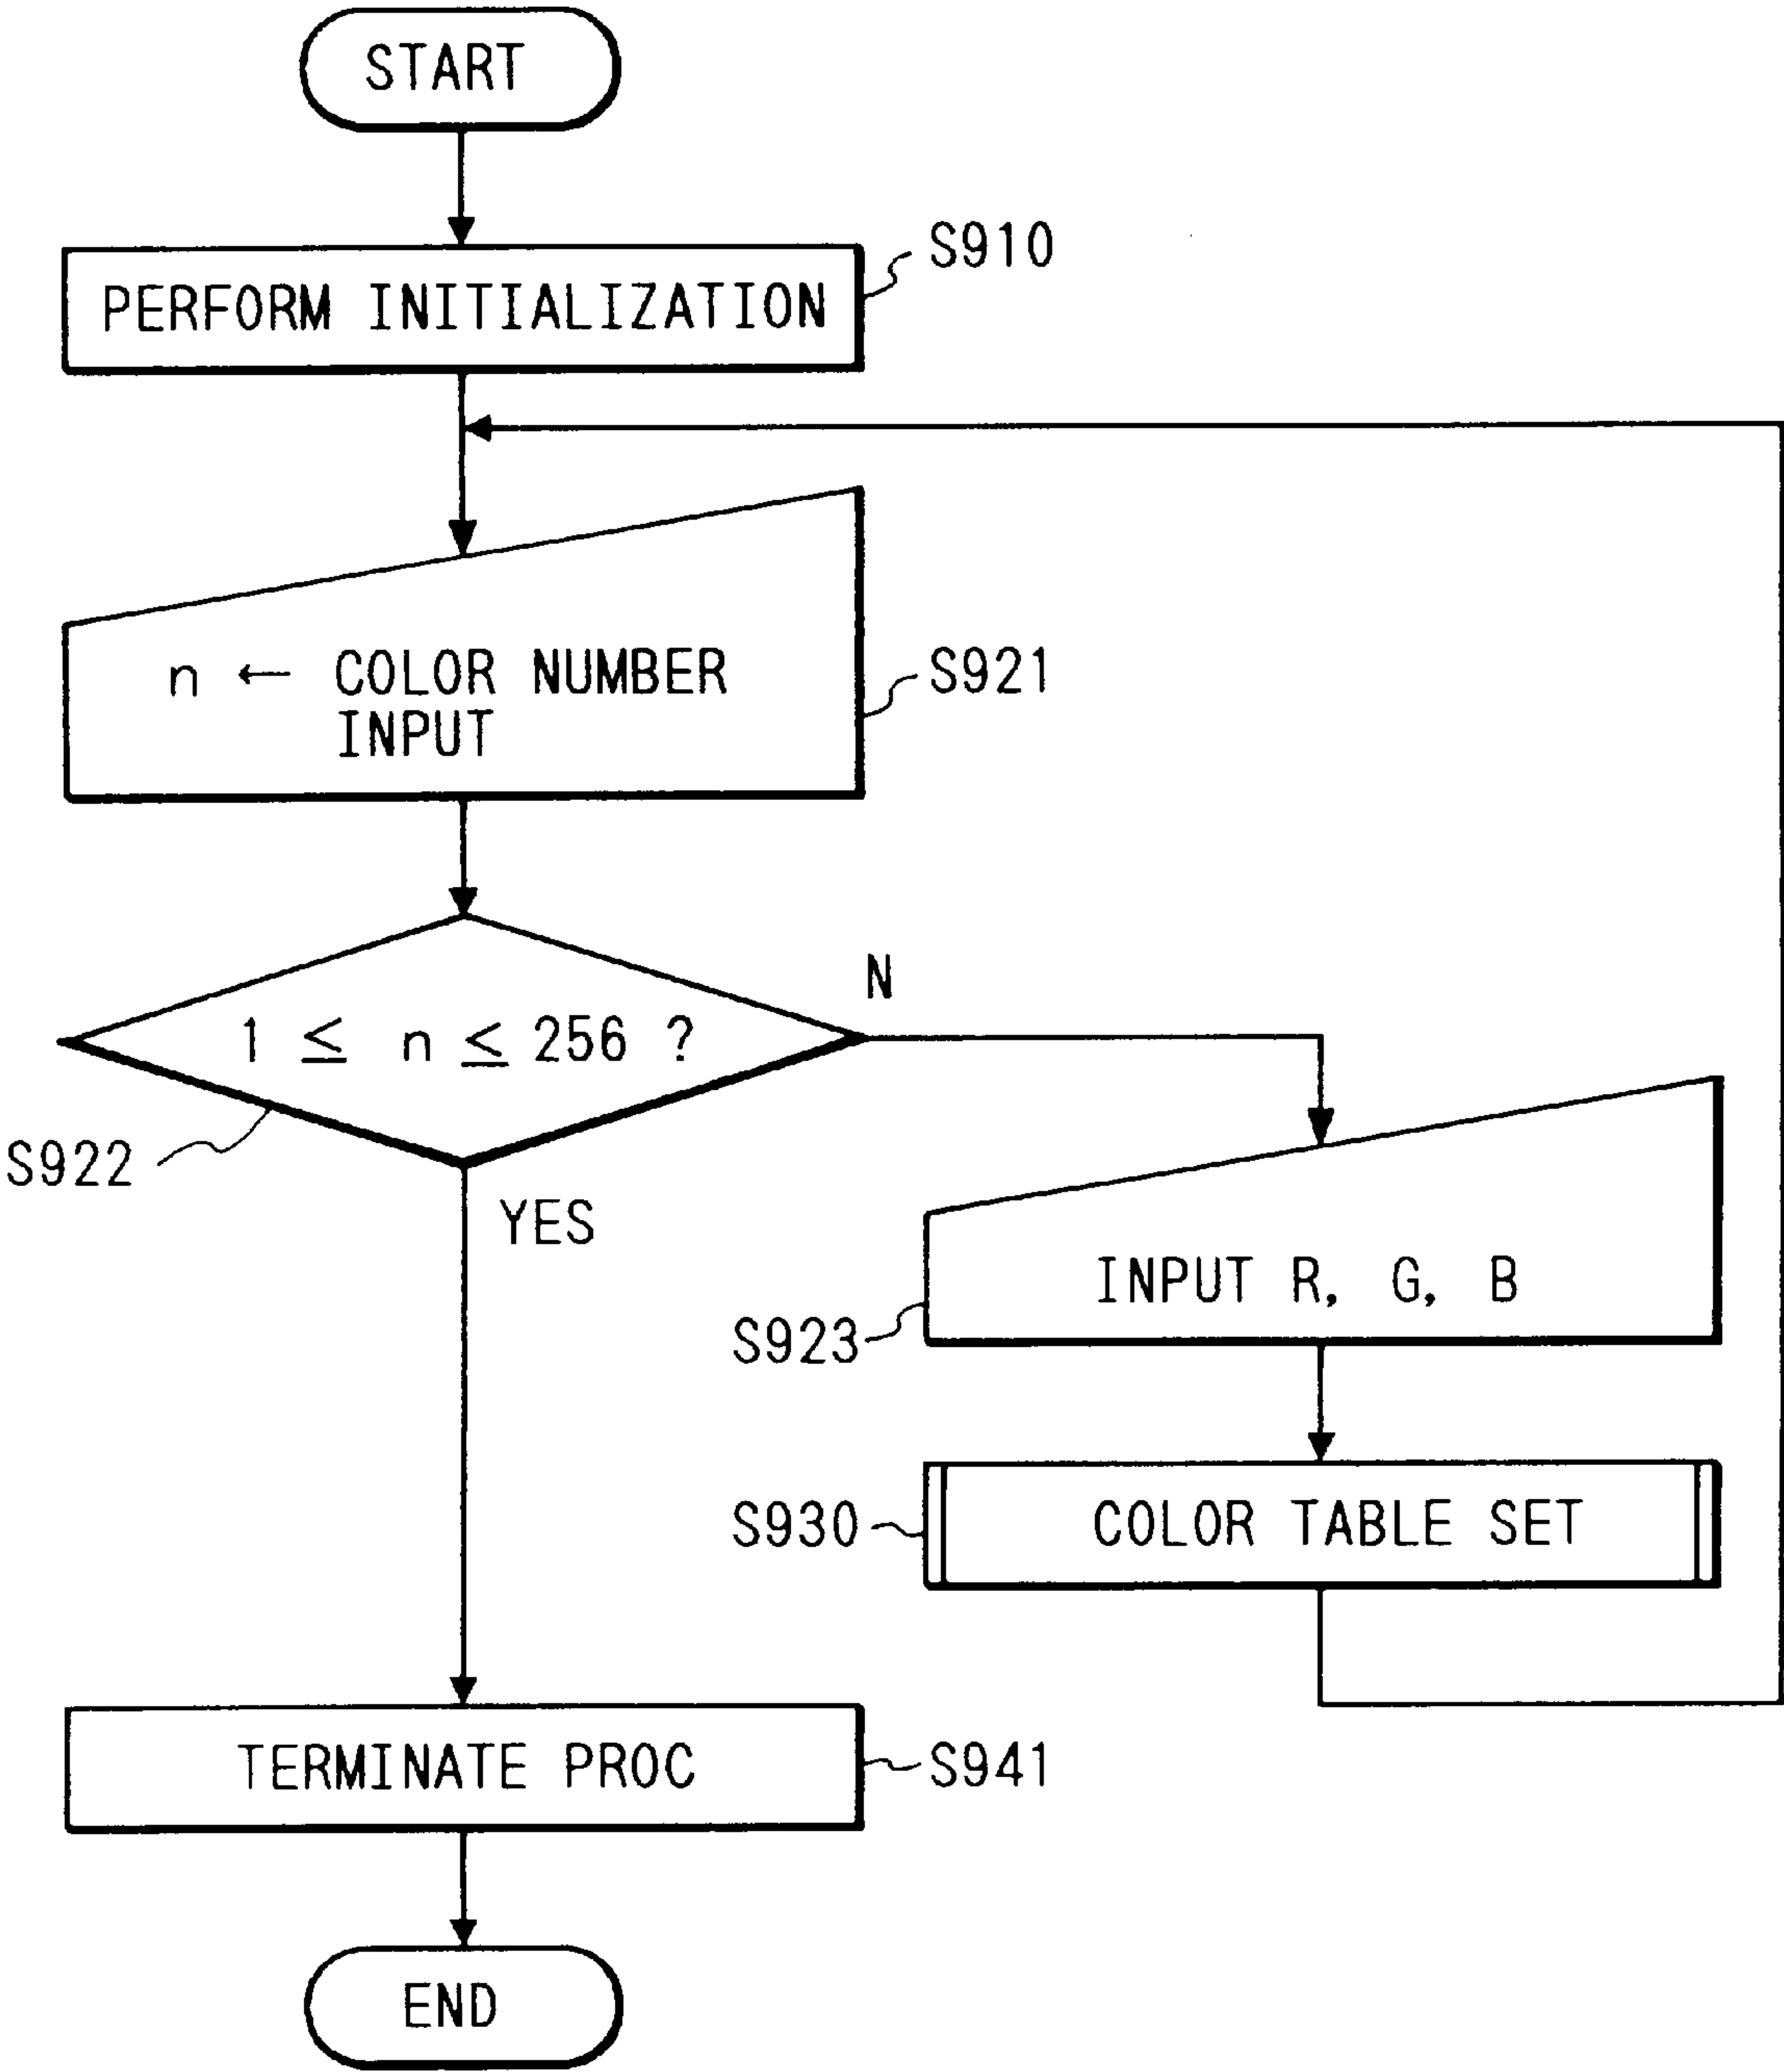 START
PERFORM INITIALIZATION
S910
n ← COLOR NUMBER
INPUT
S921
1 ≤ n ≤ 256 ?
N
S922
YES
INPUT R, G, B
S923
COLOR TABLE SET
S930
TERMINATE PROC
S941
END